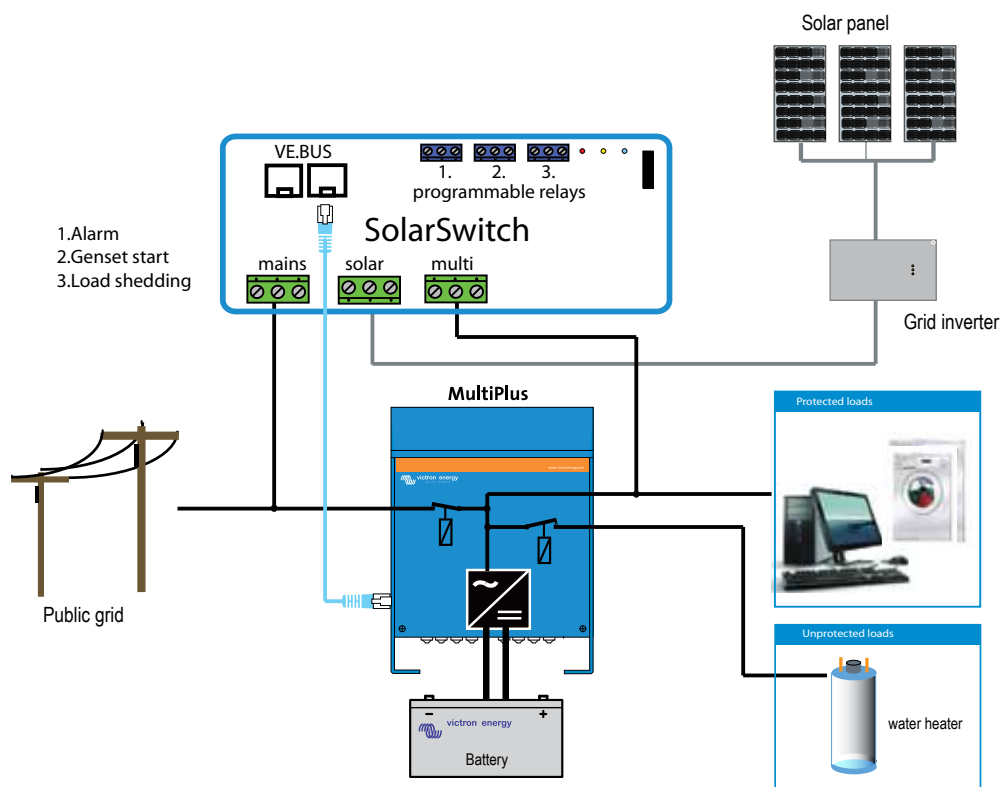 Solar panel
VE.BUS
1.
2.
3.
programmable relays
SolarSwitch
1.Alarm
2.Genset start
3.Load shedding
mains
solar
multi
Grid inverter
MultiPlus
Protected loads
victron energy
Public grid
Unprotected loads
water heater
−
+
victron energy
Battery